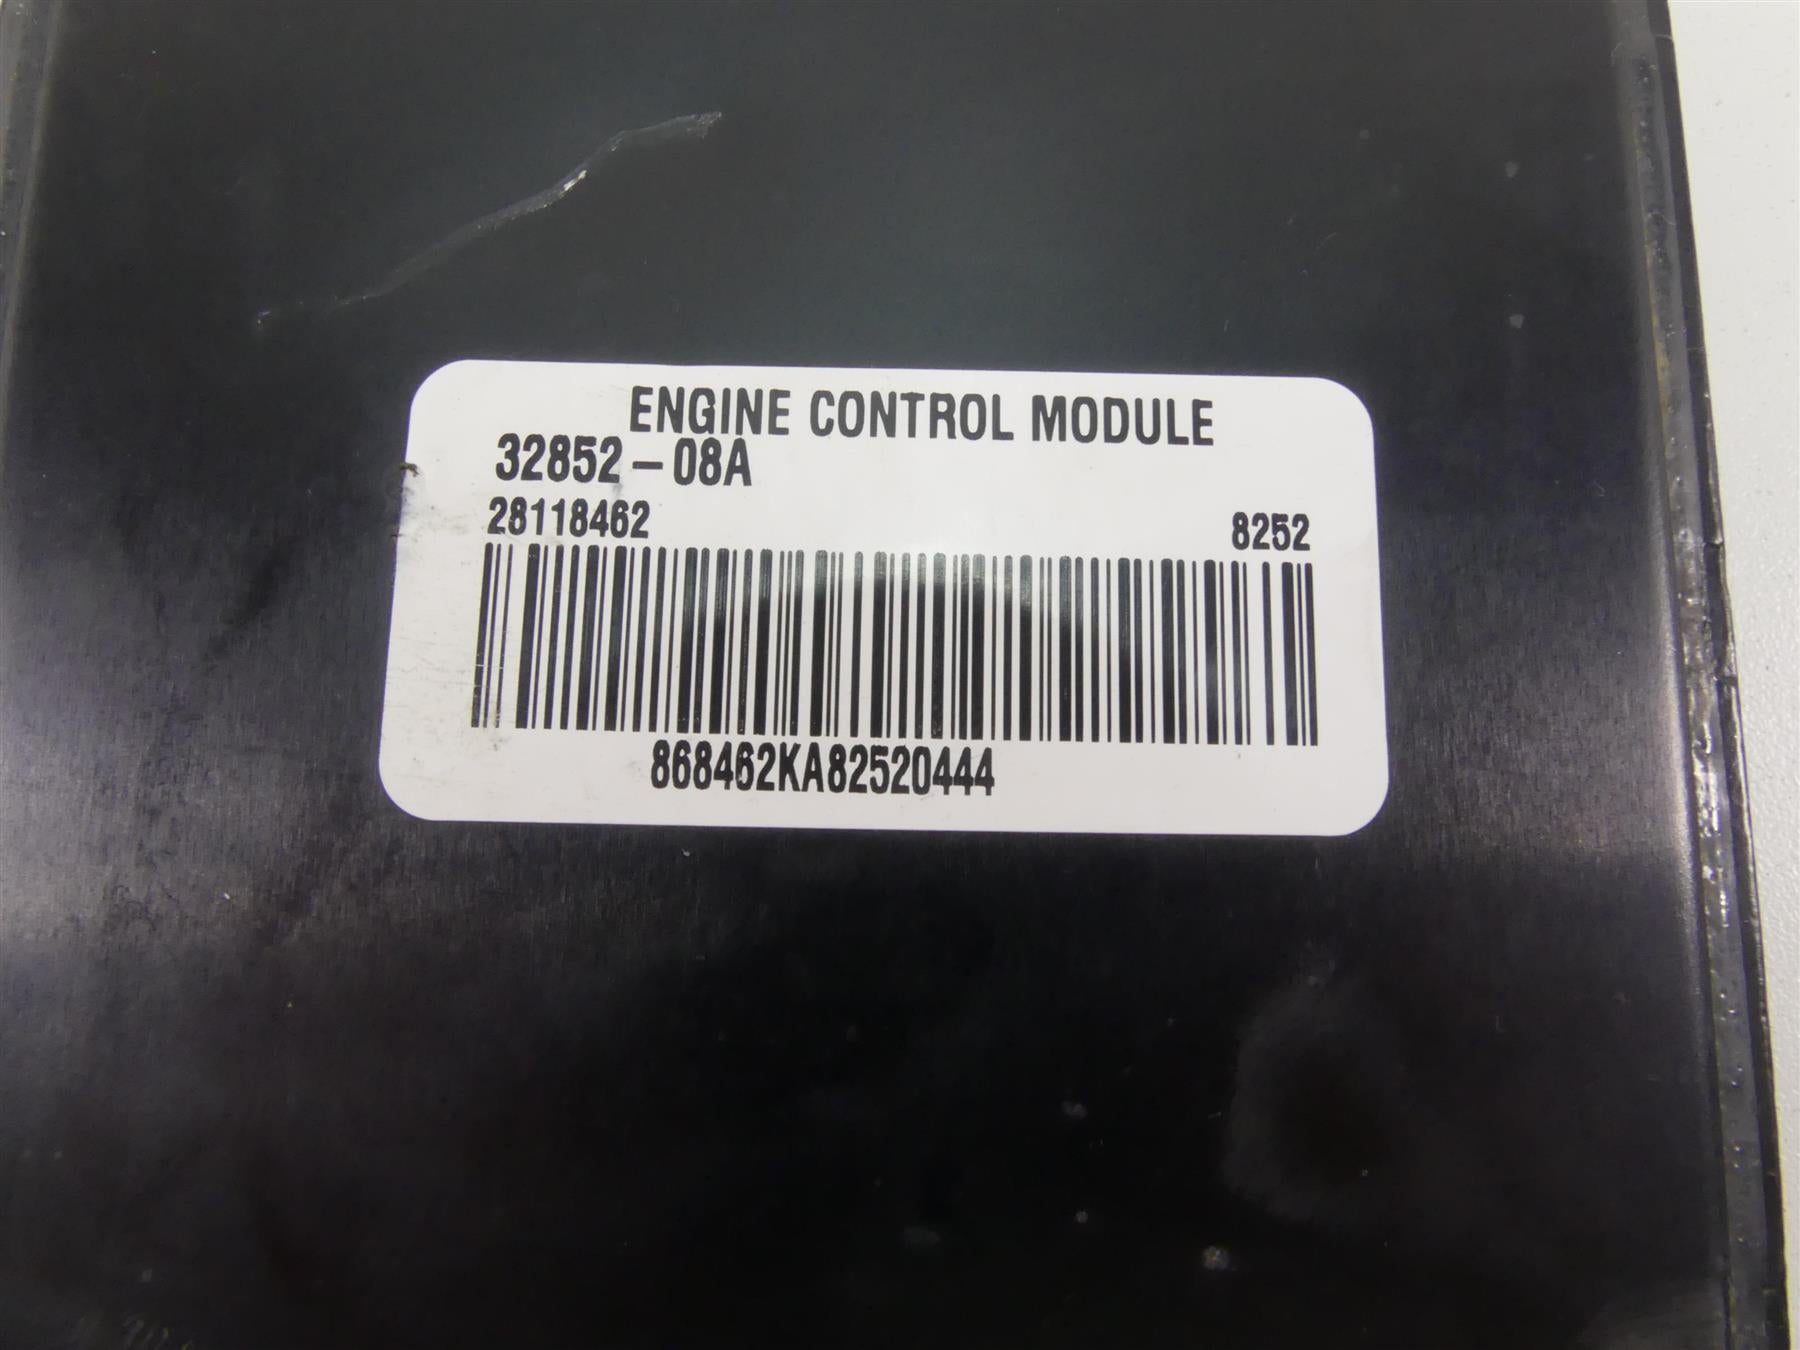 ENGINE CONTROL MODULE
32852-08A
28118462 8252
868462KA82520444